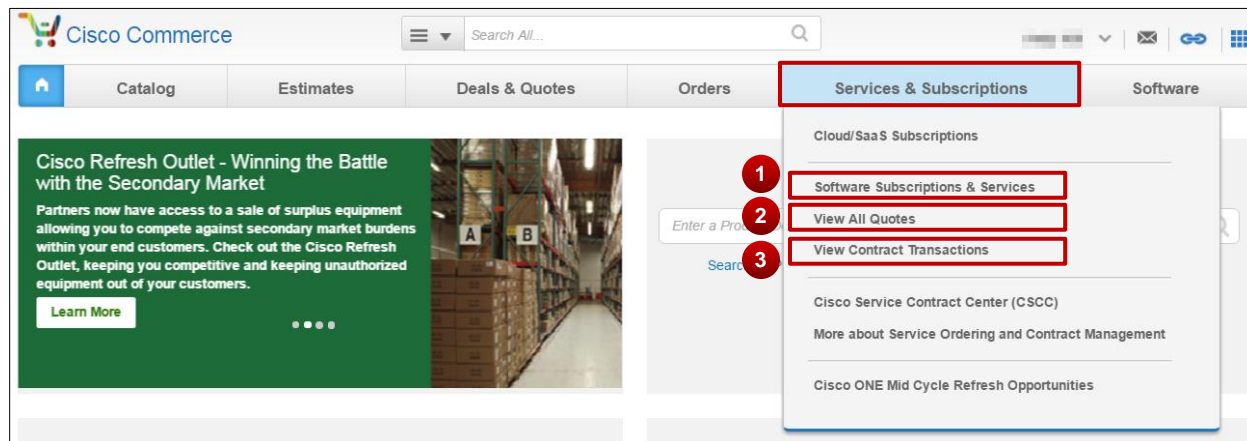 Cisco Commerce
Search All...
Catalog
Estimates
Deals & Quotes
Orders
Services & Subscriptions
Software
Cloud/SaaS Subscriptions
1
Software Subscriptions & Services
2
View All Quotes
3
View Contract Transactions
Cisco Service Contract Center (CSCC)
More about Service Ordering and Contract Management
Cisco ONE Mid Cycle Refresh Opportunities
Cisco Refresh Outlet - Winning the Battle
with the Secondary Market
Partners now have access to a sale of surplus equipment
allowing you to compete against secondary market burdens
within your end customers. Check out the Cisco Refresh
Outlet, keeping you competitive and keeping unauthorized
equipment out of your customers.
Learn More
A
B
Enter a